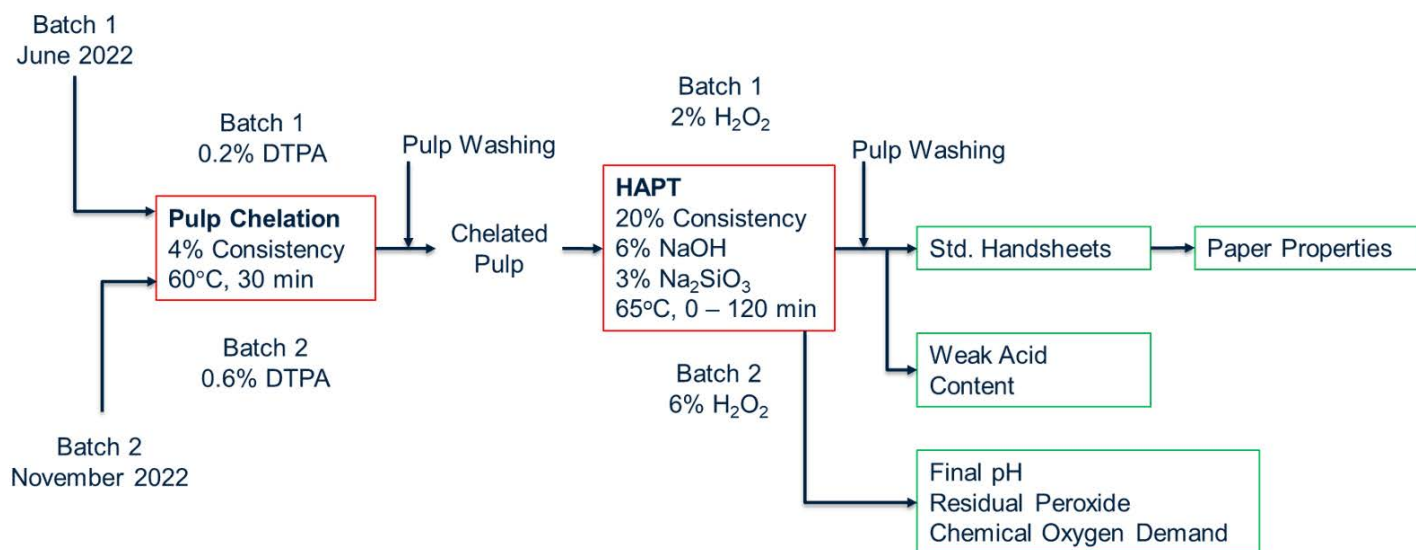 Batch 1
June 2022
Batch 1
0.2% DTPA
Pulp Washing
Batch 1
2% H₂O₂
Pulp Washing
Pulp Chelation
4% Consistency
60°C, 30 min
Chelated
Pulp
HAPT
20% Consistency
6% NaOH
3% Na₂SiO₃
65°C, 0 – 120 min
Std. Handsheets
Paper Properties
Batch 2
0.6% DTPA
Batch 2
6% H₂O₂
Weak Acid
Content
Batch 2
November 2022
Final pH
Residual Peroxide
Chemical Oxygen Demand